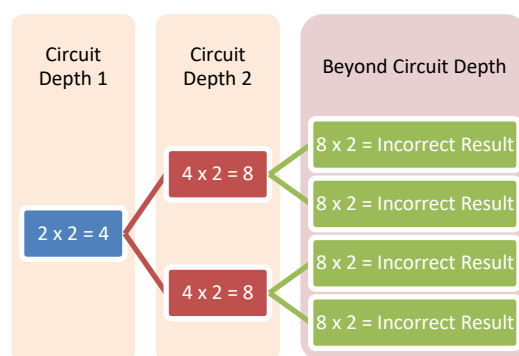 Circuit
Depth 1
Circuit
Depth 2
Beyond Circuit Depth
2 x 2 = 4
4 x 2 = 8
4 x 2 = 8
8 x 2 = Incorrect Result
8 x 2 = Incorrect Result
8 x 2 = Incorrect Result
8 x 2 = Incorrect Result